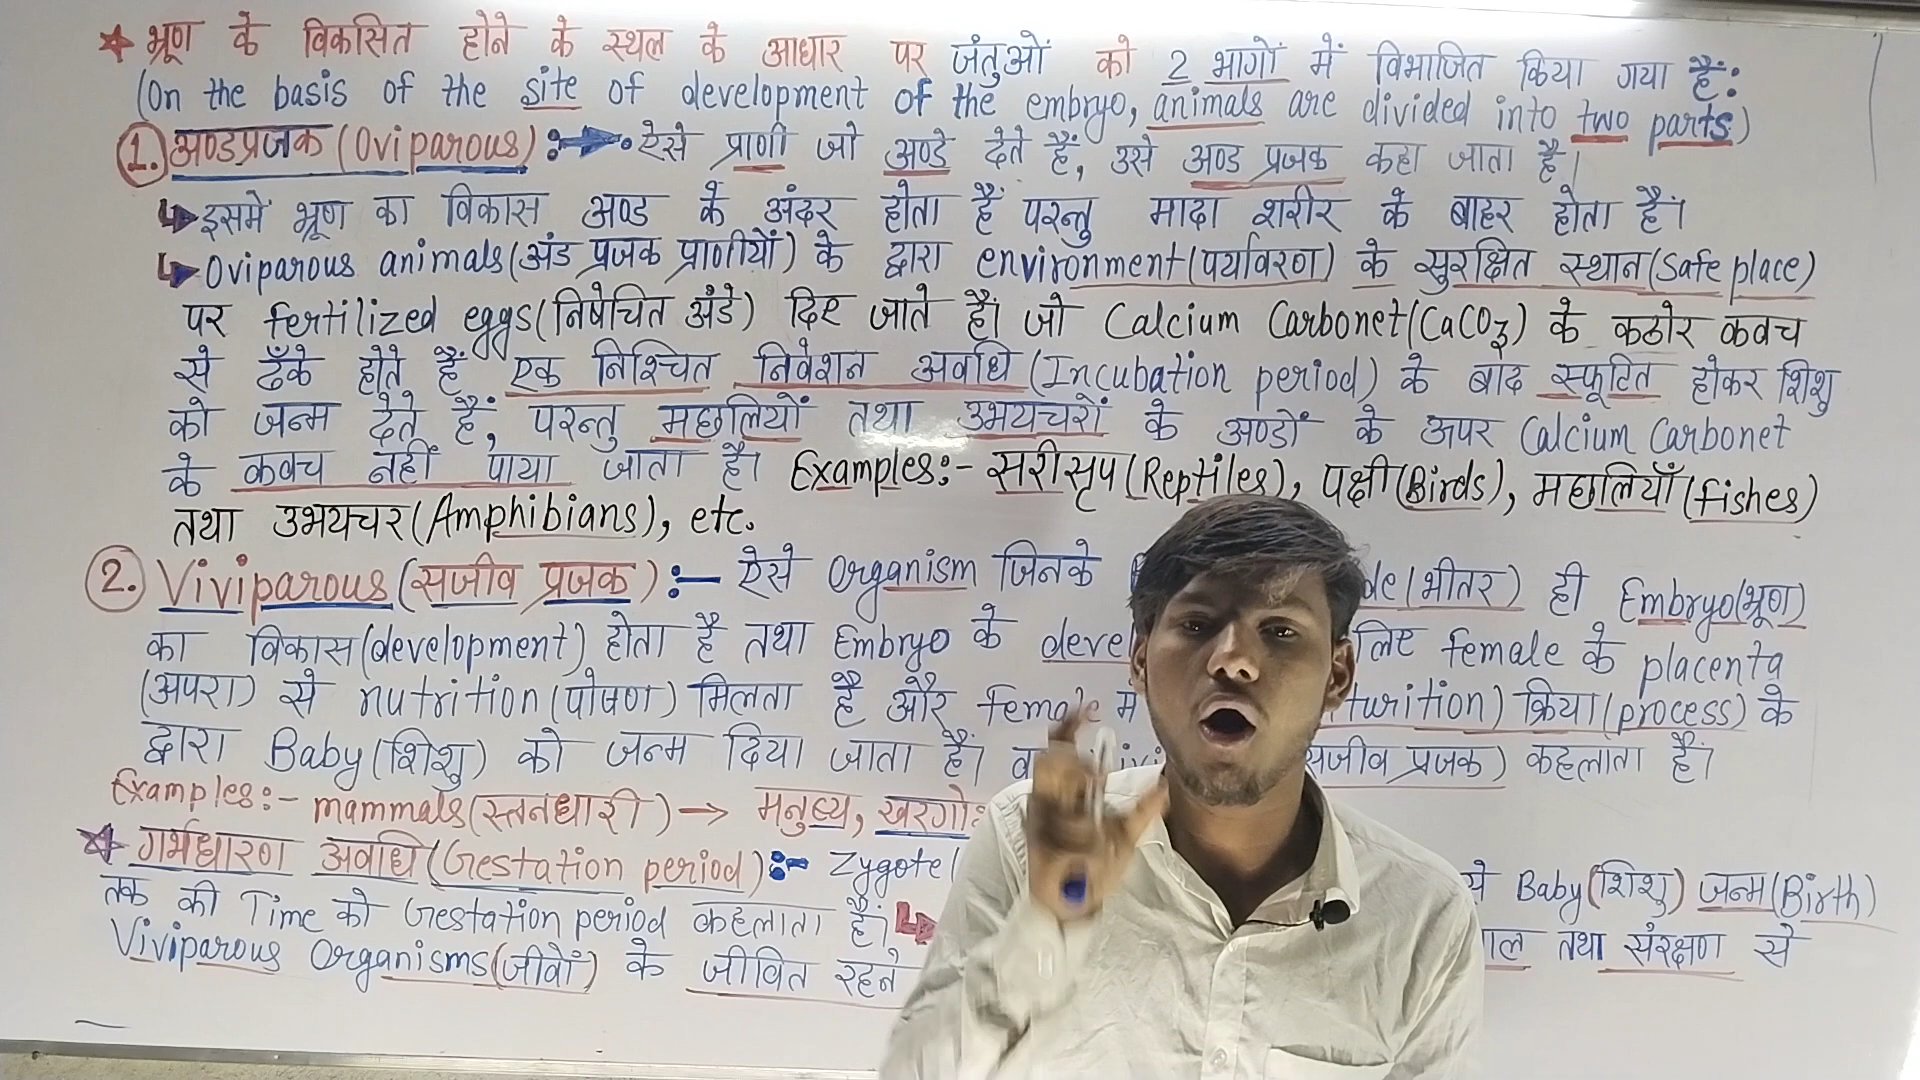 ★ भ्रूण के विकसित होने के स्थल के आधार पर जंतुओं को 2 भागों में विभाजित किया गया है:
(On the basis of the site of development of the embryo, animals are divided into two parts)
1. अण्डप्रजक (Oviparous) :→• ऐसे प्राणी जो अण्डे देते हैं, उसे अण्ड प्रजक कहा जाता है।
↳ इसमें भ्रूण का विकास अण्ड के अंदर होता है परन्तु मादा शरीर के बाहर होता है।
↳ Oviparous animals (अंड प्रजक प्राणीयों) के द्वारा environment (पर्यावरण) के सुरक्षित स्थान (Safe place)
पर fertilized eggs (निषेचित अंडे) दिए जाते हैं। जो Calcium Carbonet (CaCO3) के कठोर कवच
से ढँके होते हैं, एक निश्चित निवेशन अवधि (Incubation period) के बाद स्फूटित होकर शिशु
को जन्म देते हैं, परन्तु मछलियों तथा उभयचरों के अण्डों के ऊपर Calcium Carbonet
के कवच नहीं पाया जाता है। Examples:- सरीसृप (Reptiles), पक्षी (Birds), मछलियाँ (fishes)
तथा उभयचर (Amphibians), etc.
2. Viviparous (सजीव प्रजक) :- ऐसे Organism जिनके de (भीतर) ही Embryo (भ्रूण)
का विकास (development) होता है तथा Embryo के deve लिए female के placenta
(अपरा) से nutrition (पोषण) मिलता है और female में turition) क्रिया (process) के
द्वारा Baby (शिशु) को जन्म दिया जाता है। प्रजक) कहलाता है।
Examples:- mammals (स्तनधारी) → मनुष्य, खरगो
★ गर्भधारण अवधि (Gestation period) :- Zygote ( से Baby (शिशु) जन्म (Birth)
तक की Time को Gestation period कहलाता है। ↳ तथा संरक्षण से
Viviparous Organisms (जीवों) के जीवित रहने